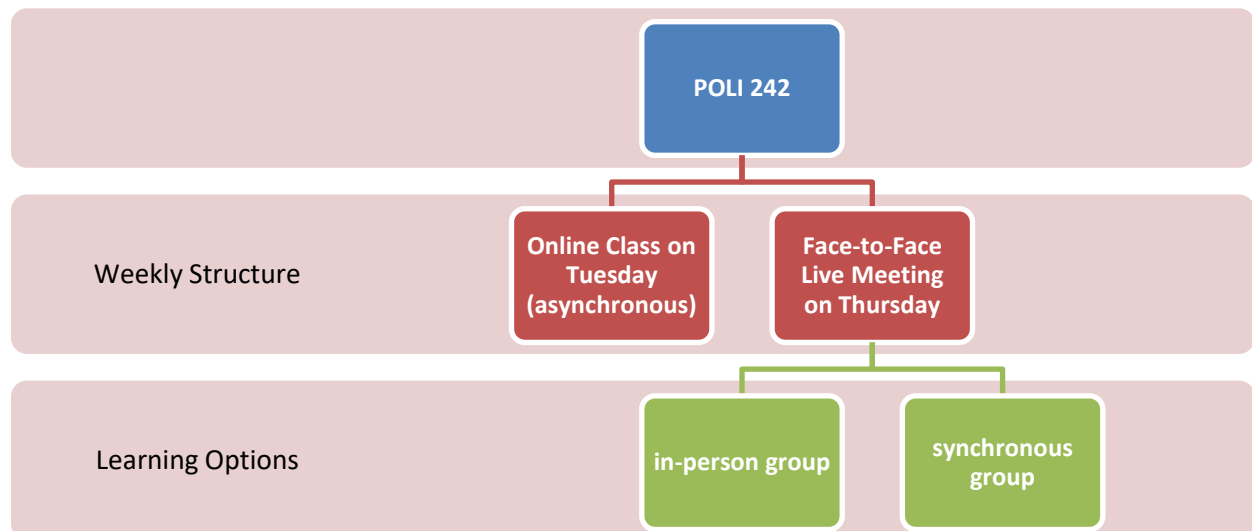 POLI 242
Weekly Structure
Online Class on
Tuesday
(asynchronous)
Face-to-Face
Live Meeting
on Thursday
Learning Options
in-person group
synchronous
group